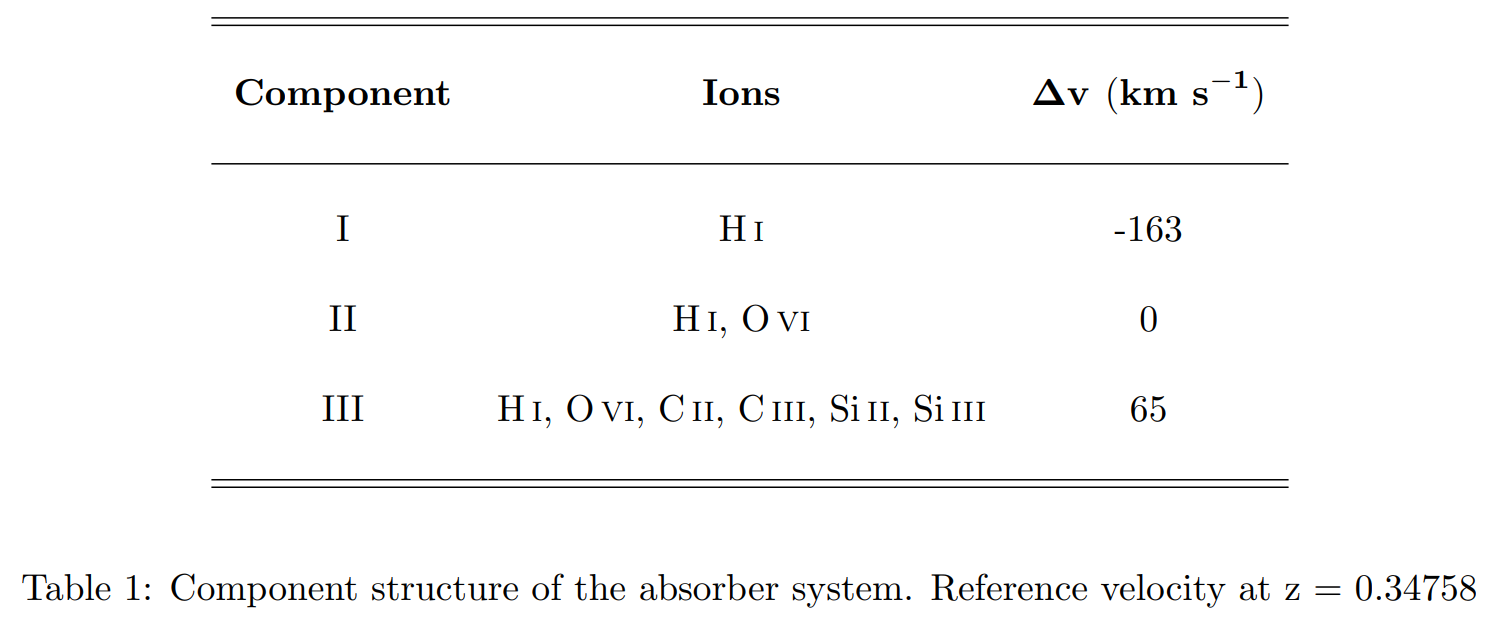 Component Ions Δv (km s⁻¹)
I H I -163
II H I, O VI 0
III H I, O VI, C II, C III, Si II, Si III 65
Table 1: Component structure of the absorber system. Reference velocity at z = 0.34758